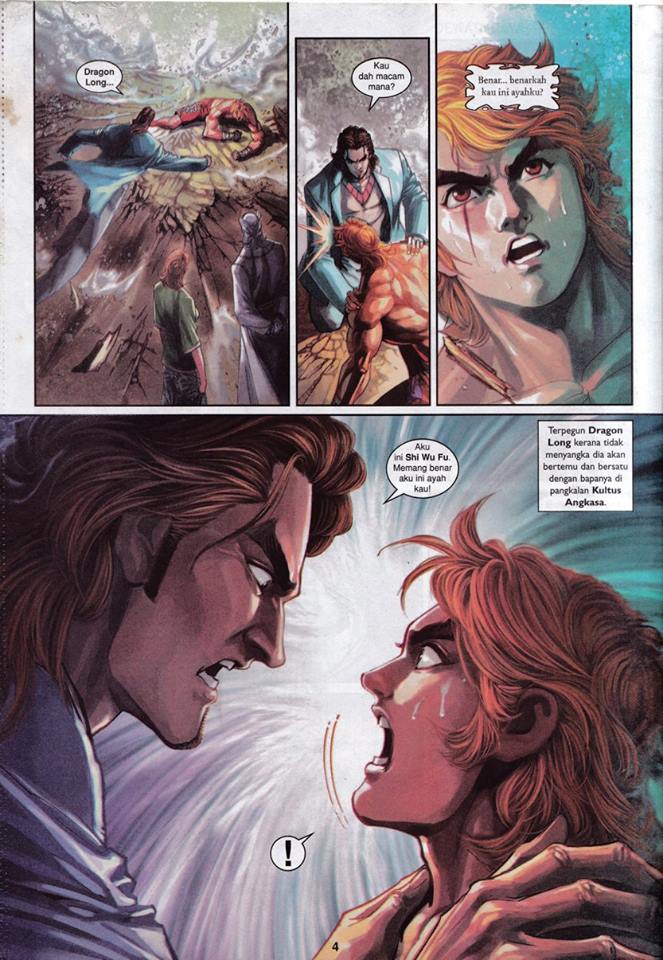 Dragon
Long...
Kau
dah macam
mana?
Benar... benarkah
kau ini ayahku?
Aku
ini Shi Wu Fu.
Memang benar
aku ini ayah
kau!
Terpegun Dragon
Long kerana tidak
menyangka dia akan
bertemu dan bersatu
dengan bapanya di
pangkalan Kultus
Angkasa.
!
4